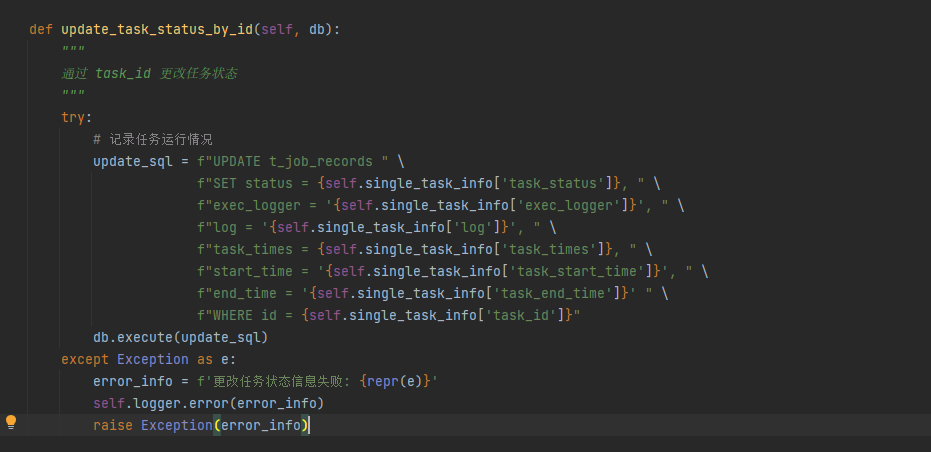 def update_task_status_by_id(self, db):
"""
通过 task_id 更改任务状态
"""
try:
# 记录任务运行情况
update_sql = f"UPDATE t_job_records " \
f"SET status = {self.single_task_info['task_status']}, " \
f"exec_logger = '{self.single_task_info['exec_logger']}', " \
f"log = '{self.single_task_info['log']}', " \
f"task_times = {self.single_task_info['task_times']}, " \
f"start_time = '{self.single_task_info['task_start_time']}', " \
f"end_time = '{self.single_task_info['task_end_time']}' " \
f"WHERE id = {self.single_task_info['task_id']}"
db.execute(update_sql)
except Exception as e:
error_info = f'更改任务状态信息失败: {repr(e)}'
self.logger.error(error_info)
raise Exception(error_info)